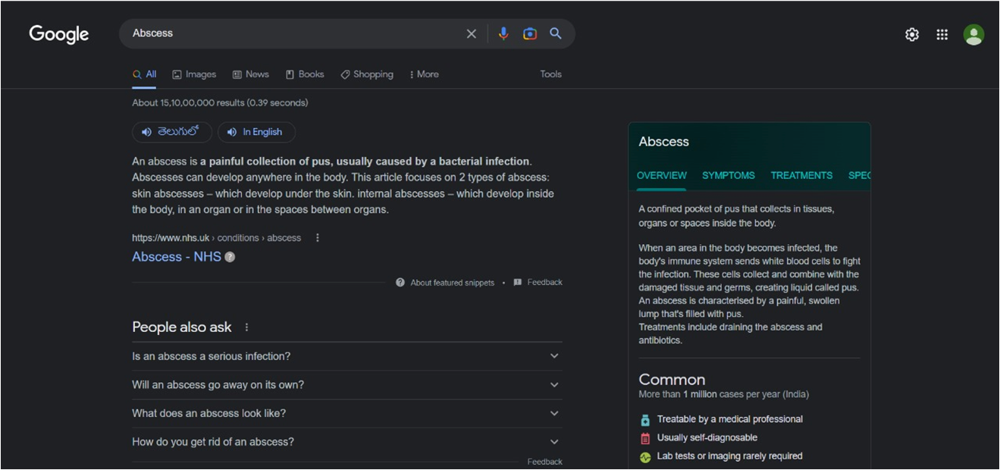 Google
Abscess
All Images News Books Shopping More Tools
About 15,10,00,000 results (0.39 seconds)
తెలుగులో In English
An abscess is a painful collection of pus, usually caused by a bacterial infection.
Abscesses can develop anywhere in the body. This article focuses on 2 types of abscess:
skin abscesses – which develop under the skin. internal abscesses – which develop inside
the body, in an organ or in the spaces between organs.
https://www.nhs.uk › conditions › abscess
Abscess - NHS
About featured snippets • Feedback
People also ask
Is an abscess a serious infection?
Will an abscess go away on its own?
What does an abscess look like?
How do you get rid of an abscess?
Feedback
Abscess
OVERVIEW SYMPTOMS TREATMENTS SPEC
A confined pocket of pus that collects in tissues,
organs or spaces inside the body.
When an area in the body becomes infected, the
body's immune system sends white blood cells to fight
the infection. These cells collect and combine with the
damaged tissue and germs, creating liquid called pus.
An abscess is characterised by a painful, swollen
lump that's filled with pus.
Treatments include draining the abscess and
antibiotics.
Common
More than 1 million cases per year (India)
Treatable by a medical professional
Usually self-diagnosable
Lab tests or imaging rarely required